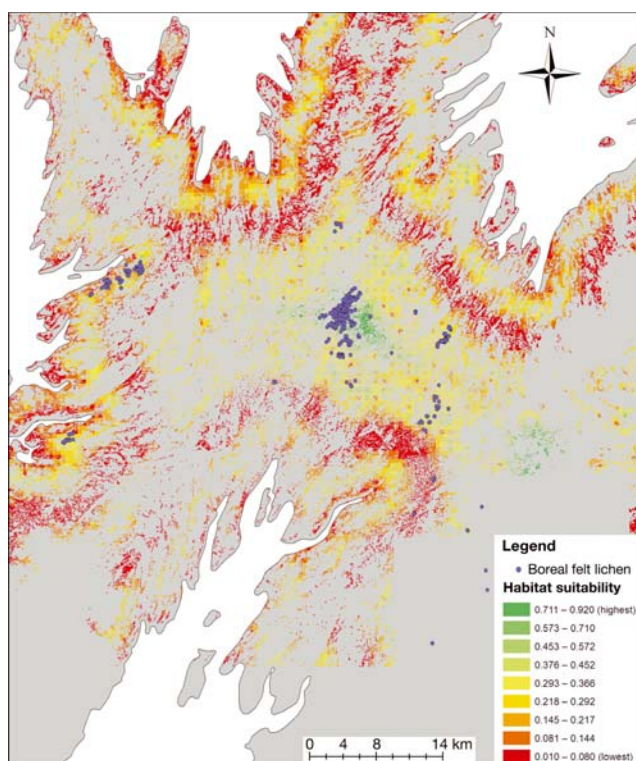 N
Legend
Boreal felt lichen
Habitat suitability
0.711 – 0.920 (highest)
0.573 – 0.710
0.453 – 0.572
0.376 – 0.452
0.293 – 0.366
0.218 – 0.292
0.145 – 0.217
0.081 – 0.144
0.010 – 0.080 (lowest)
0 4 8 14 km